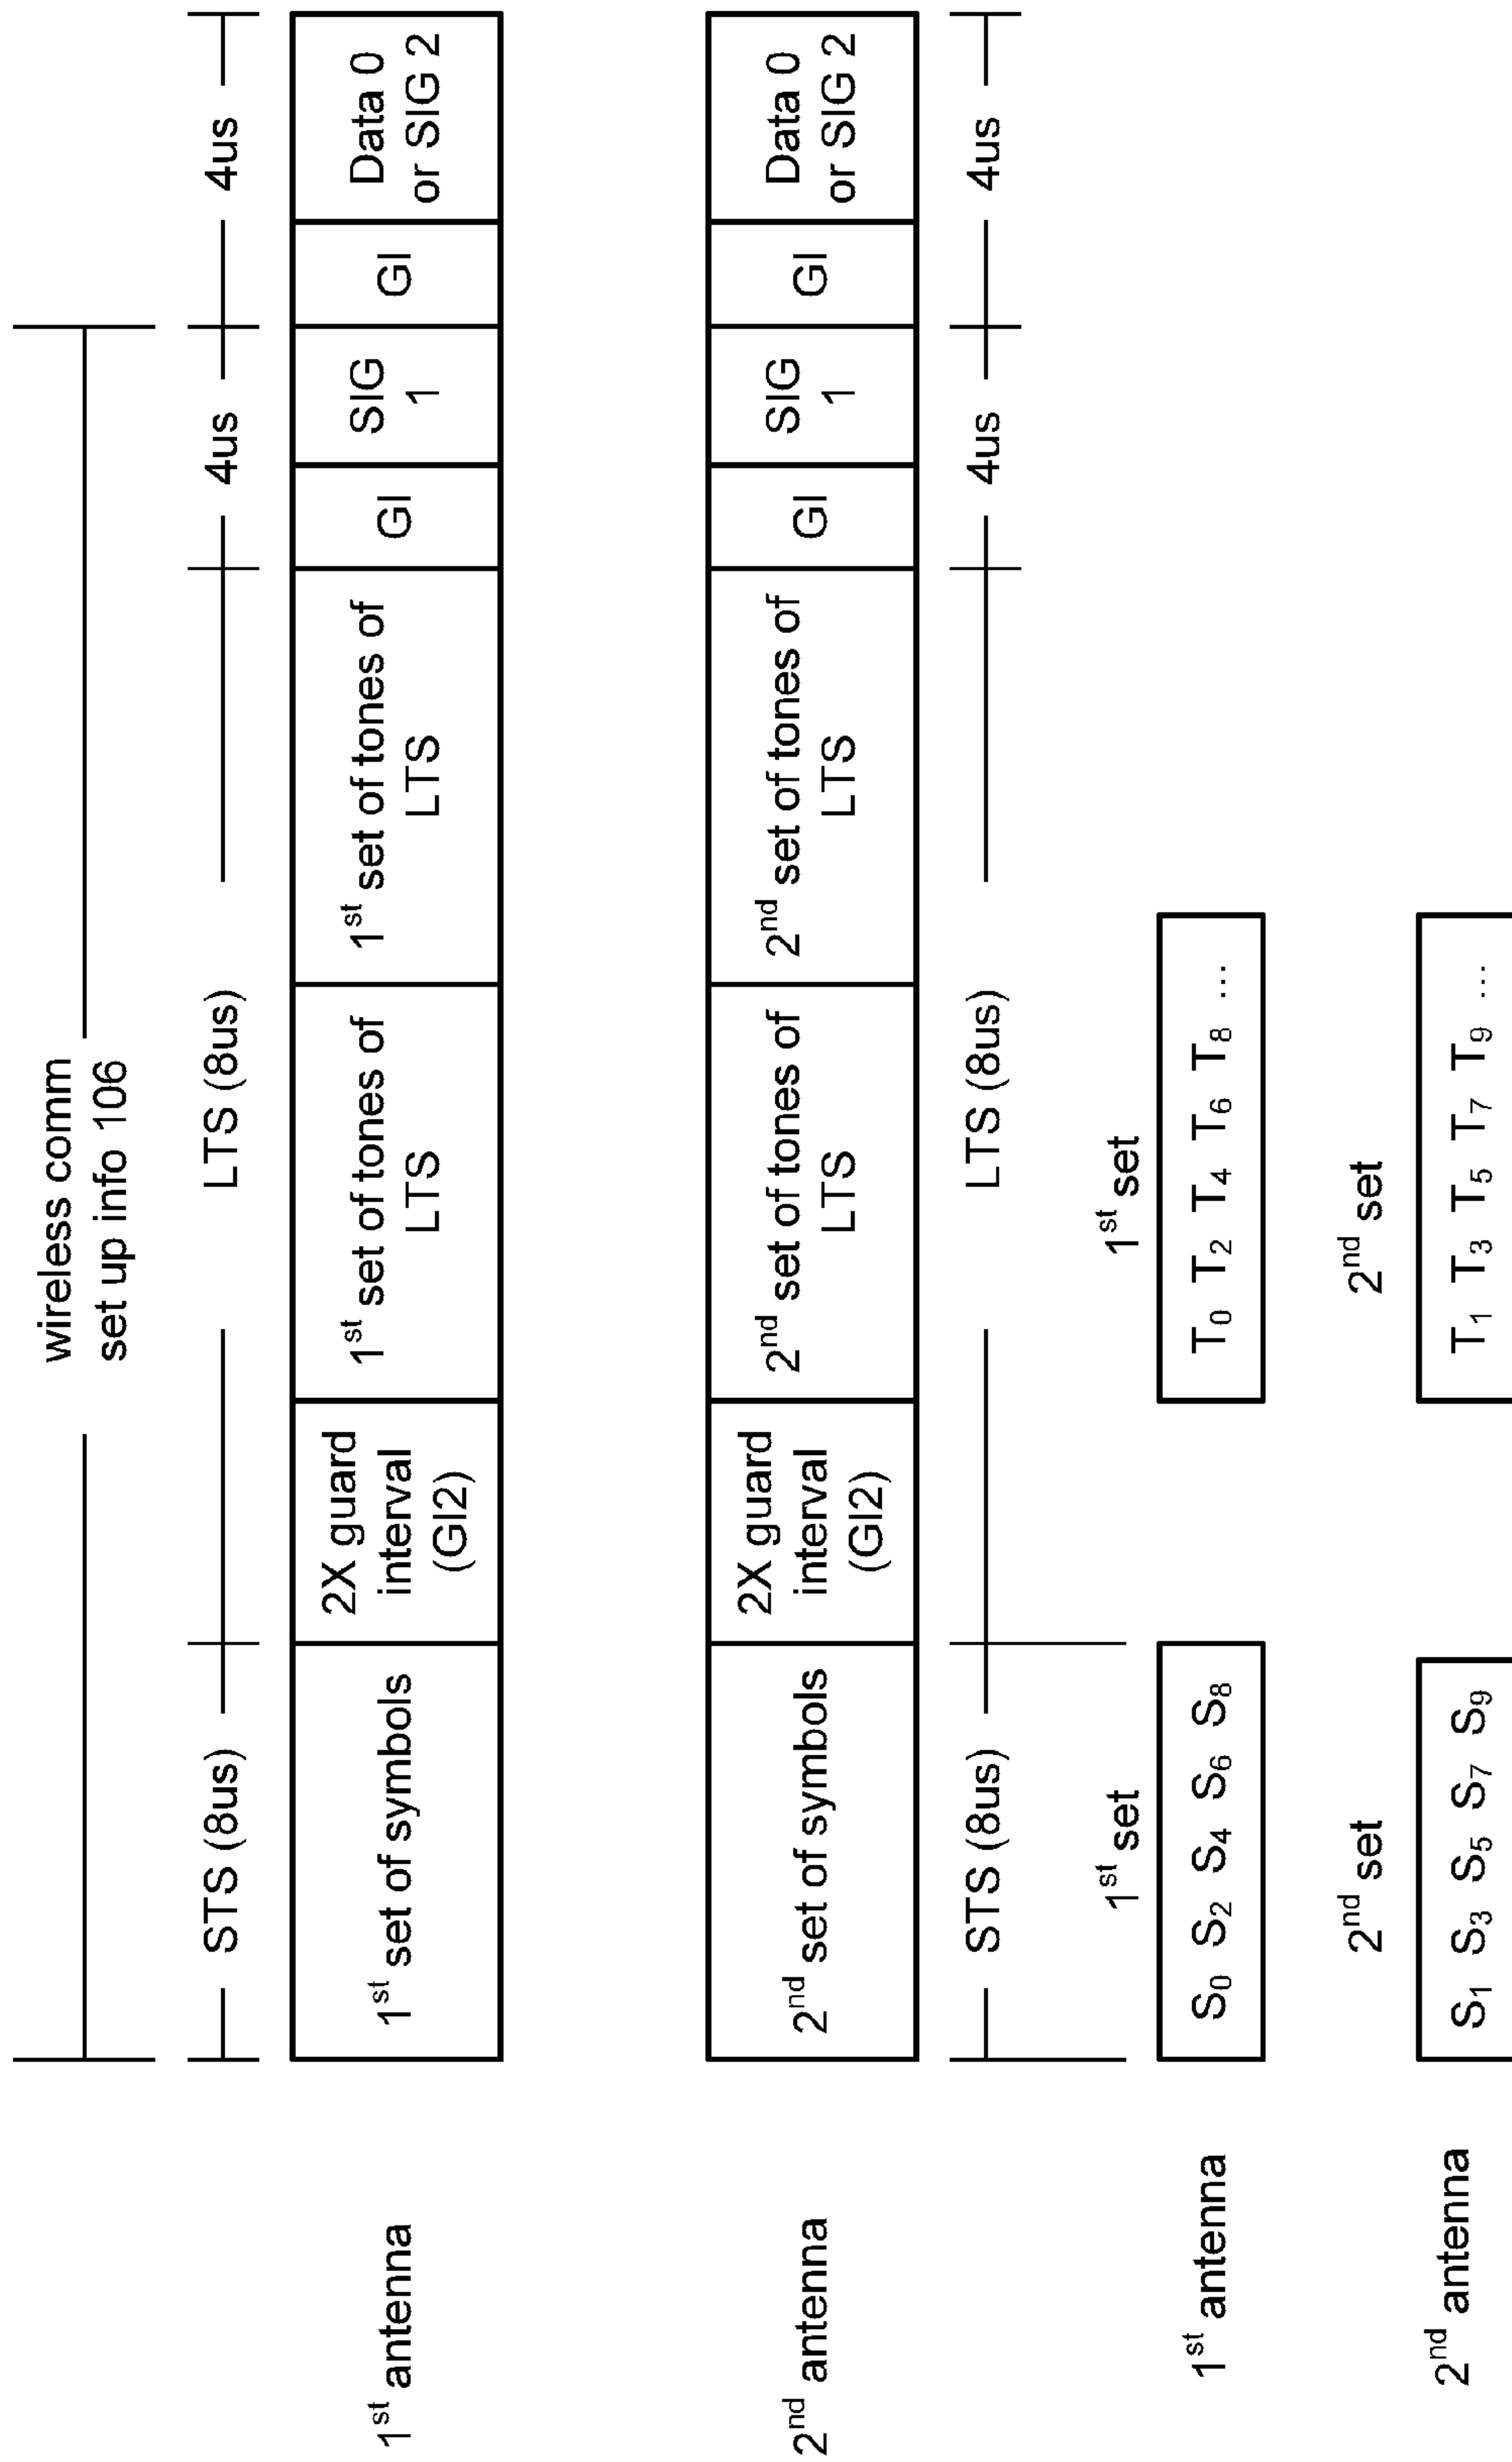 wireless comm
set up info 106
STS (8us)
LTS (8us)
4us
4us
1st antenna
1st set of symbols
2X guard
interval
(GI2)
1st set of tones of
LTS
1st set of tones of
LTS
GI
SIG
1
GI
Data 0
or SIG 2
2nd antenna
2nd set of symbols
2X guard
interval
(GI2)
2nd set of tones of
LTS
2nd set of tones of
LTS
GI
SIG
1
GI
Data 0
or SIG 2
STS (8us)
LTS (8us)
4us
4us
1st set
1st set
1st antenna
S0 S2 S4 S6 S8
T0 T2 T4 T6 T8 ...
2nd set
2nd set
2nd antenna
S1 S3 S5 S7 S9
T1 T3 T5 T7 T9 ...